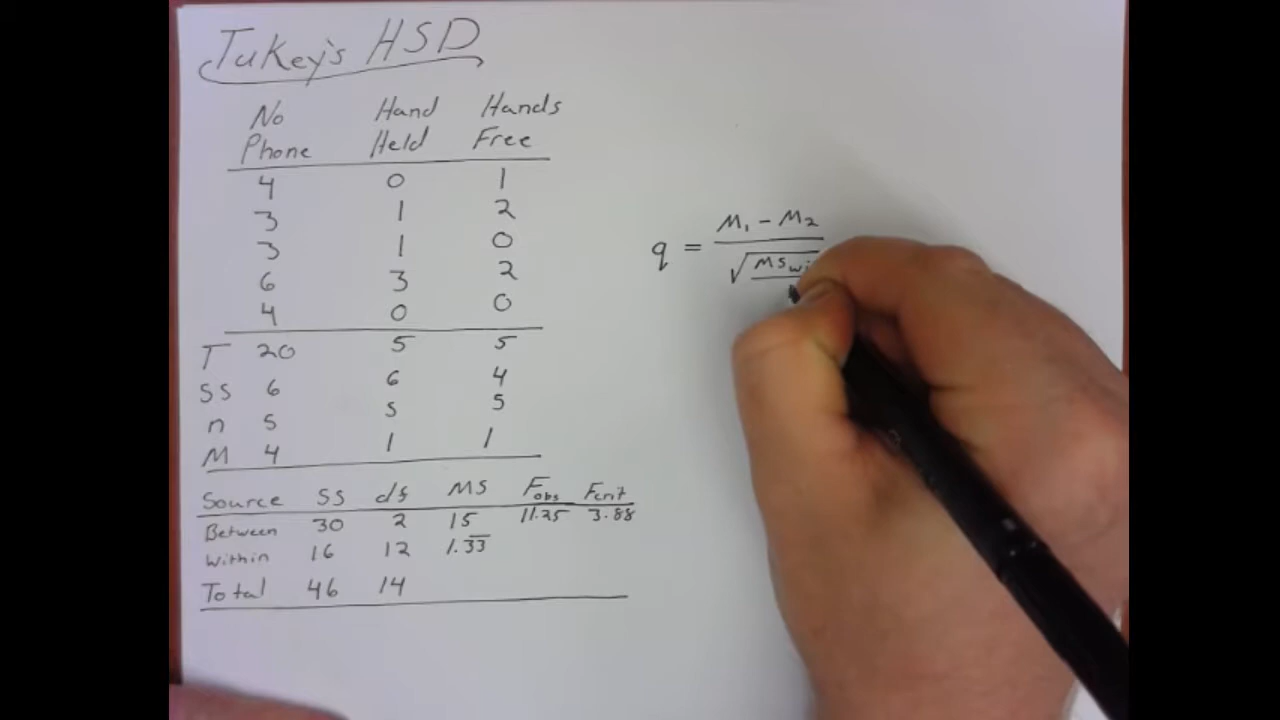 Tukey's HSD
No Hand Hands
Phone Held Free
4 0 1
3 1 2
3 1 0
6 3 2
4 0 0
T 20 5 5
SS 6 6 4
n 5 5 5
M 4 1 1
Source SS df MS Fobs Fcrit
Between 30 2 15 11.25 3.88
Within 16 12 1.3̅3̅
Total 46 14
q = M₁ - M₂
√MSwi